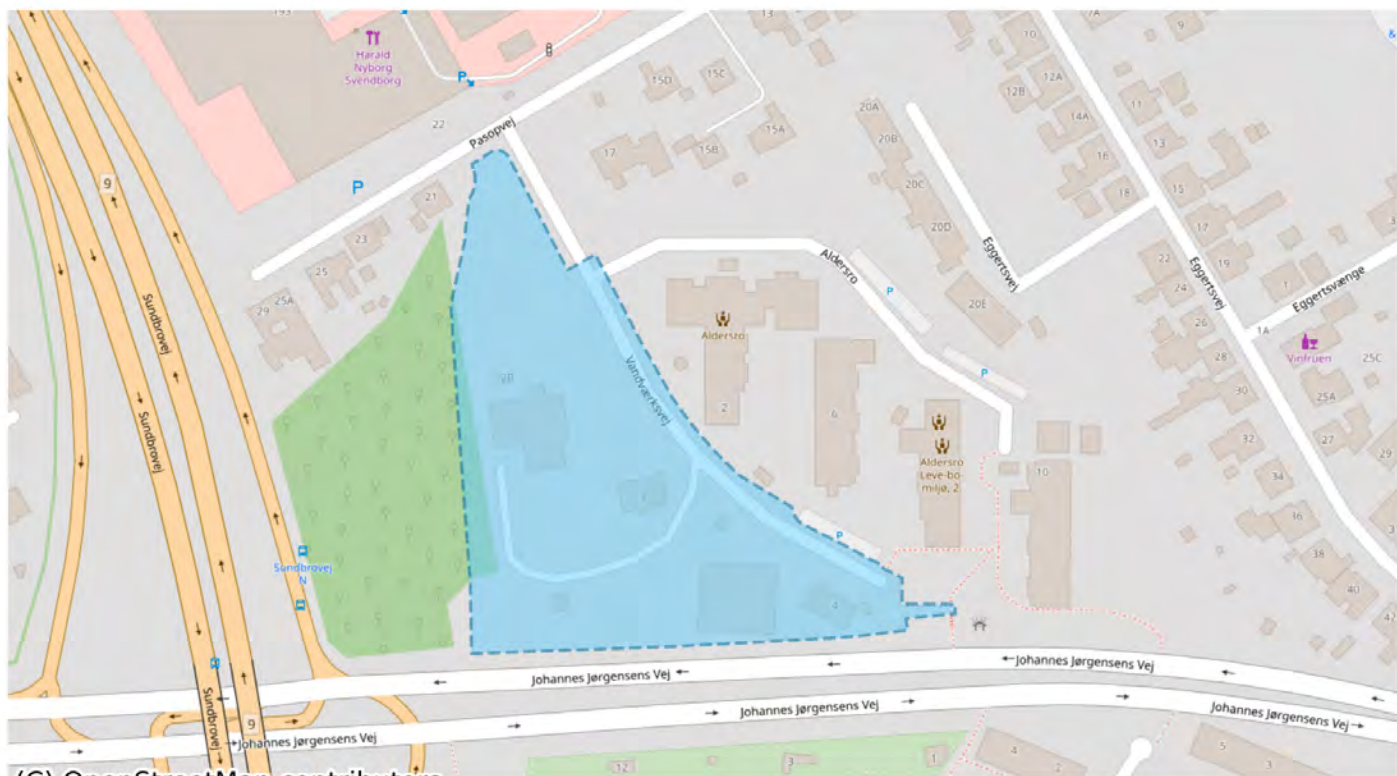 193
13
7A
9
10
Harald
Nyborg
Svendborg
P
15D
15C
12A
12B
11
14A
22
Pasopvej
17
15B
15A
20A
20B
13
16
9
P
21
20C
18
15
23
20D
17
Eggertsvej
25
Aldersro
22
19
24
Eggertsvej
Eggertsvænge
1
25A
29
P
20E
26
1A
Sundbrovej
Aldersro
28
Vinfruen
25C
Vandværksvej
P
30
25A
2
6
32
27
Sundbrovej
Sundbrovej
29
Aldersro
Leve-bo-
miljø, 2
10
34
36
P
Sundbrovej
N
38
40
4
42
Johannes Jørgensens Vej
Johannes Jørgensens Vej
Sundbrovej
9
Johannes Jørgensens Vej
Johannes Jørgensens Vej
Johannes Jørgensens Vej
12
3
1
4
2
5
3
(C) OpenStreetMap contributors